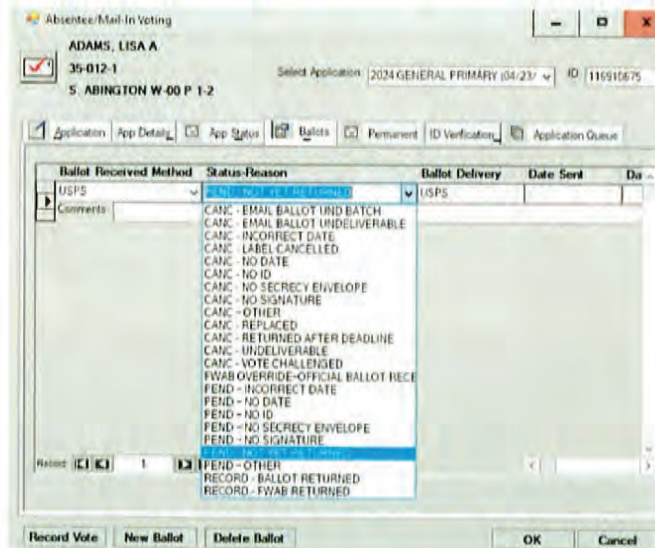 Absentee/Mail-In Voting
ADAMS, LISA A
35-012-1
S. ABINGTON W-00 P 1-2
Select Application 2024 GENERAL PRIMARY (04/23/ ID 116910675
Application App Details App Status Ballots Permanent ID Verification Application Queue
Ballot Received Method Status-Reason Ballot Delivery Date Sent Da
USPS PEND - NOT YET RETURNED USPS
Comments
CANC - EMAIL BALLOT UND BATCH
CANC - EMAIL BALLOT UNDELIVERABLE
CANC - INCORRECT DATE
CANC - LABEL CANCELLED
CANC - NO DATE
CANC - NO ID
CANC - NO SECRECY ENVELOPE
CANC - NO SIGNATURE
CANC - OTHER
CANC - REPLACED
CANC - RETURNED AFTER DEADLINE
CANC - UNDELIVERABLE
CANC - VOTE CHALLENGED
FWAB OVERRIDE-OFFICIAL BALLOT RECE
PEND - INCORRECT DATE
PEND - NO DATE
PEND - NO ID
PEND - NO SECRECY ENVELOPE
PEND - NO SIGNATURE
PEND - NOT YET RETURNED
Record 1 PEND - OTHER
RECORD - BALLOT RETURNED
RECORD - FWAB RETURNED
Record Vote New Ballot Delete Ballot OK Cancel